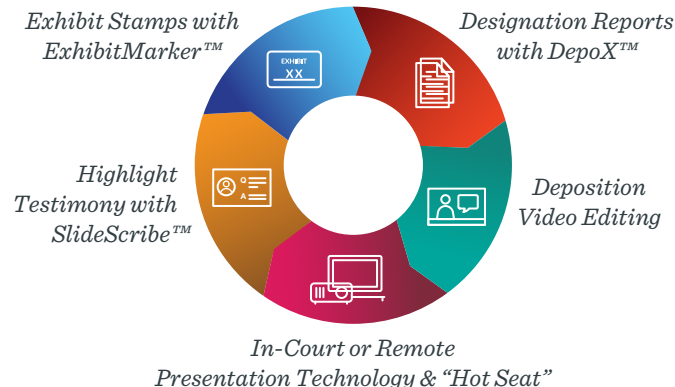 Exhibit Stamps with
ExhibitMarker™
Designation Reports
with DepoX™
EXHIBIT
XX
Highlight
Testimony with
SlideScribe™
Q
A
Deposition
Video Editing
In-Court or Remote
Presentation Technology & “Hot Seat”